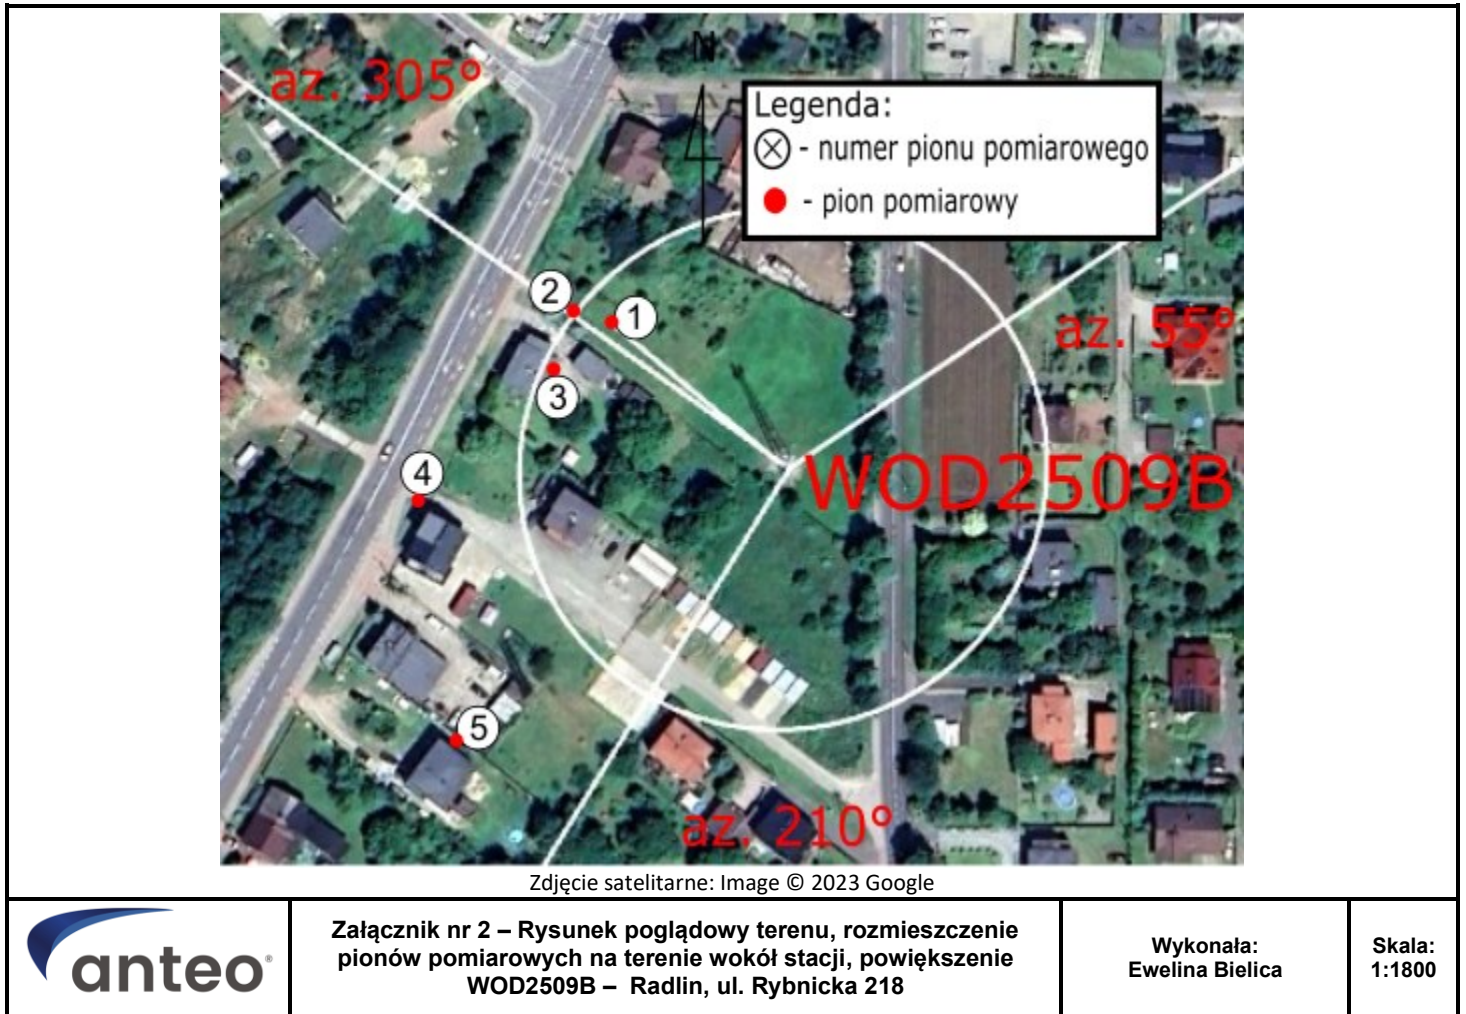 az. 305°
N
Legenda:
- numer pionu pomiarowego
- pion pomiarowy
2
1
az. 55°
3
4
WOD2509B
5
az. 210°
Zdjęcie satelitarne: Image © 2023 Google
anteo®
Załącznik nr 2 – Rysunek poglądowy terenu, rozmieszczenie
pionów pomiarowych na terenie wokół stacji, powiększenie
WOD2509B – Radlin, ul. Rybnicka 218
Wykonała:
Ewelina Bielica
Skala:
1:1800